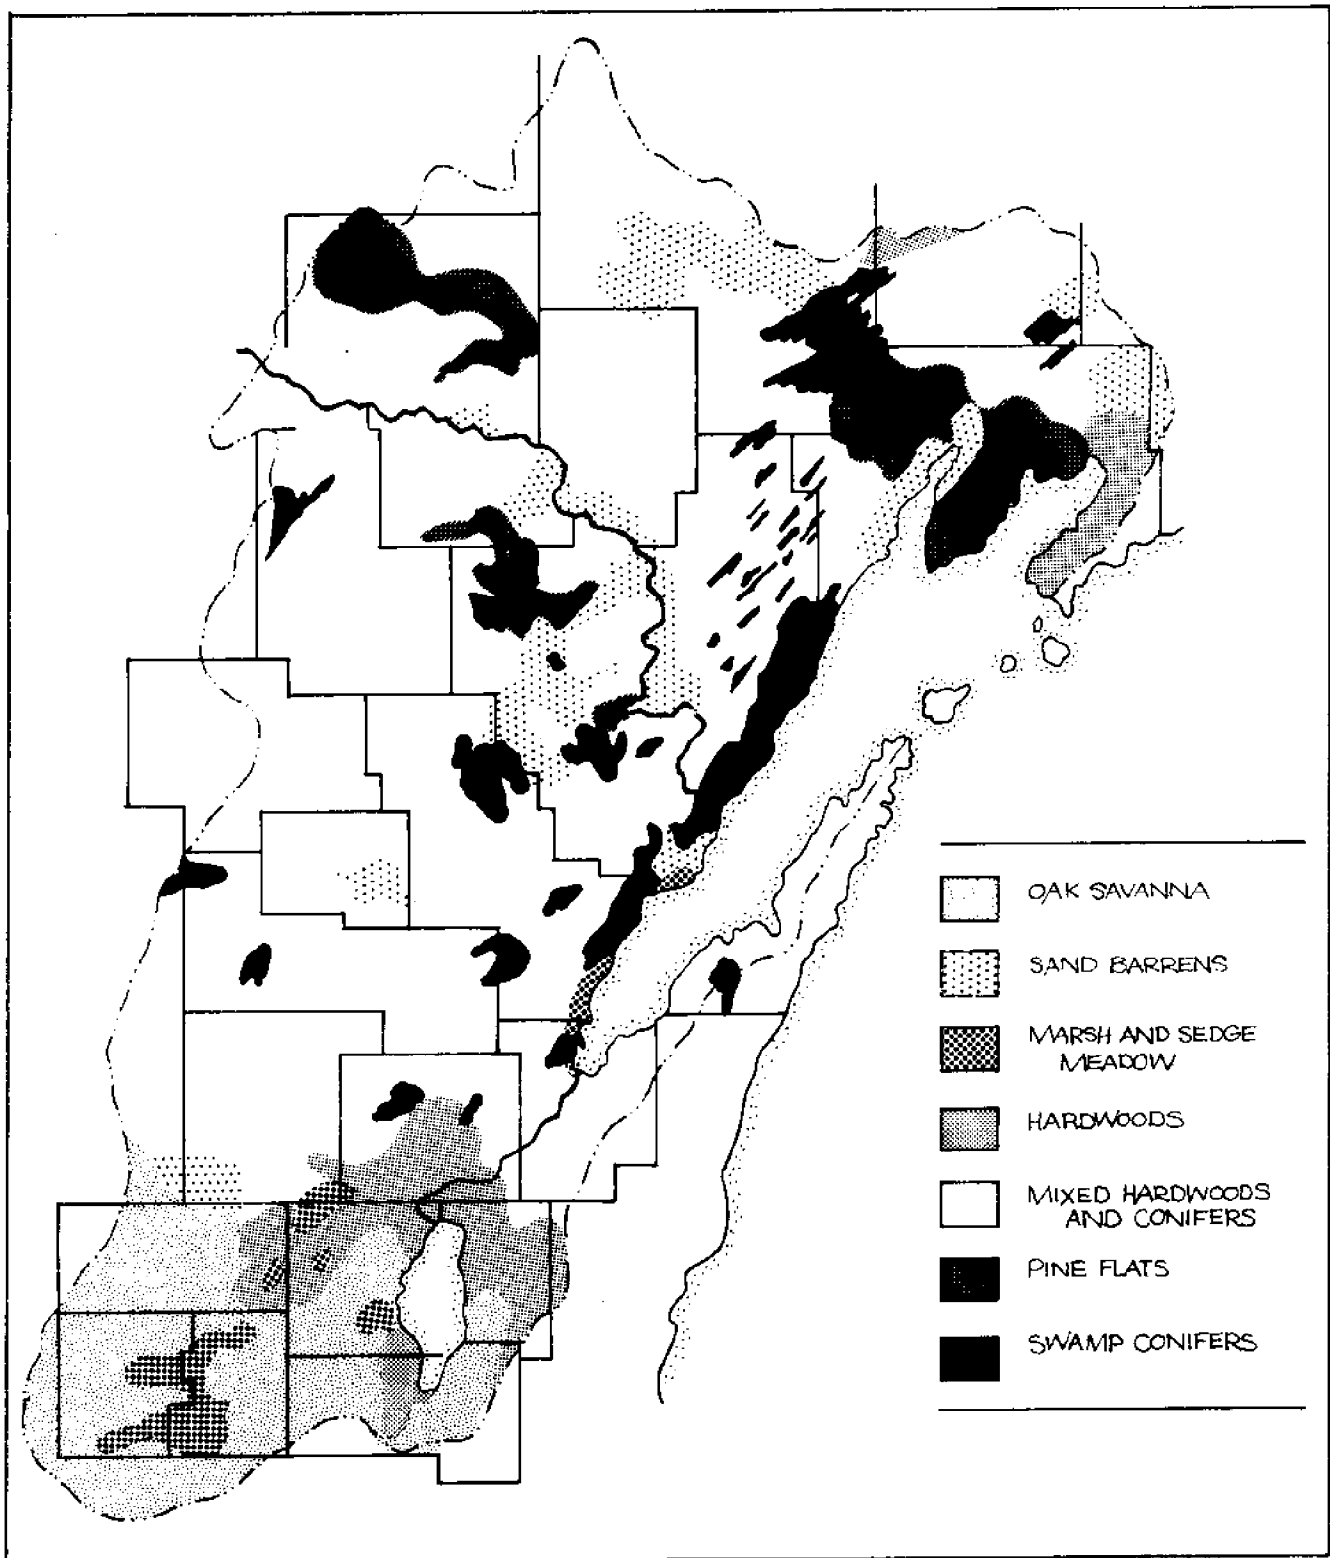 OAK SAVANNA
SAND BARRENS
MARSH AND SEDGE
MEADOW
HARDWOODS
MIXED HARDWOODS
AND CONIFERS
PINE FLATS
SWAMP CONIFERS